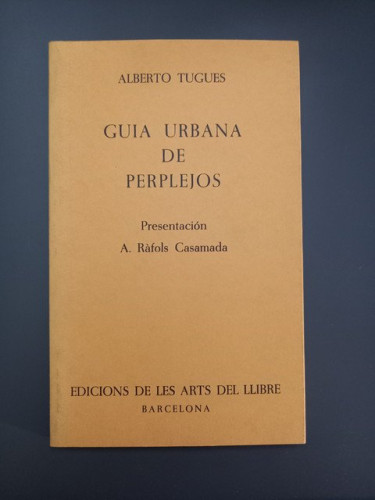 ALBERTO TUGUES
GUIA URBANA
DE
PERPLEJOS
Presentación
A. Ràfols Casamada
EDICIONS DE LES ARTS DEL LLIBRE
BARCELONA